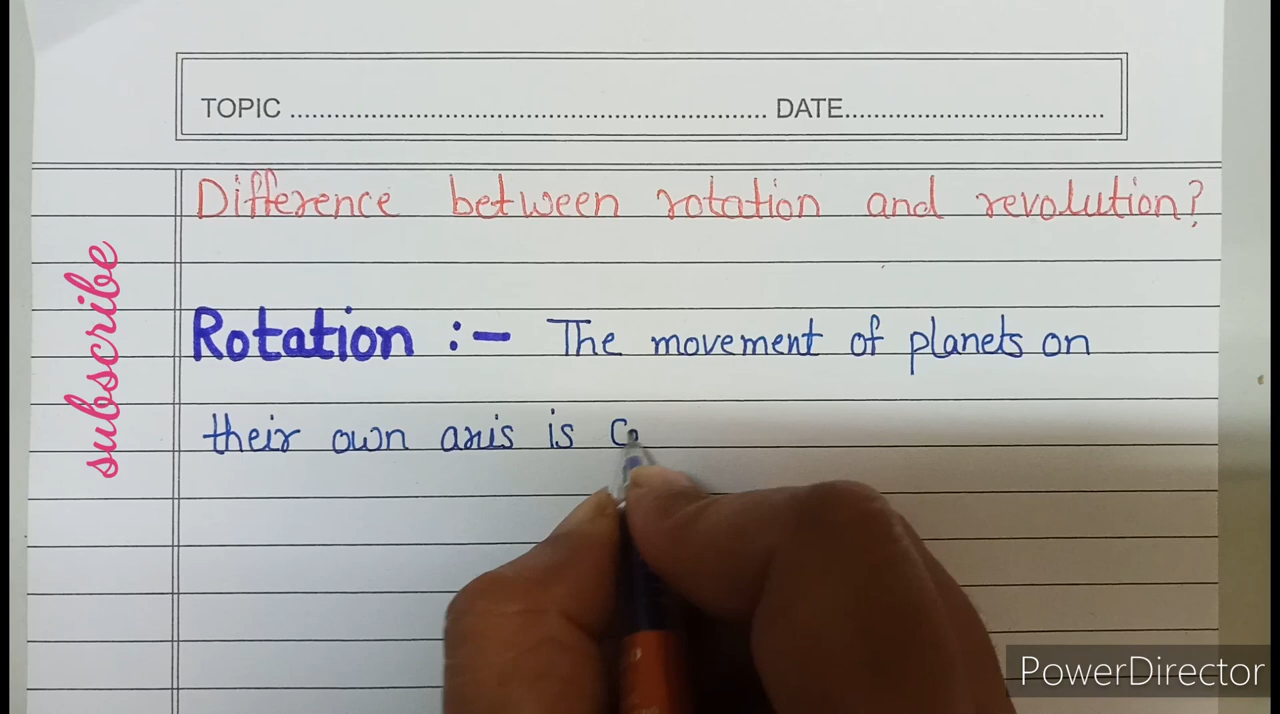 TOPIC ................................................................ DATE...................................
Difference between rotation and revolution?
subscribe
Rotation :- The movement of planets on
their own axis is c
PowerDirector